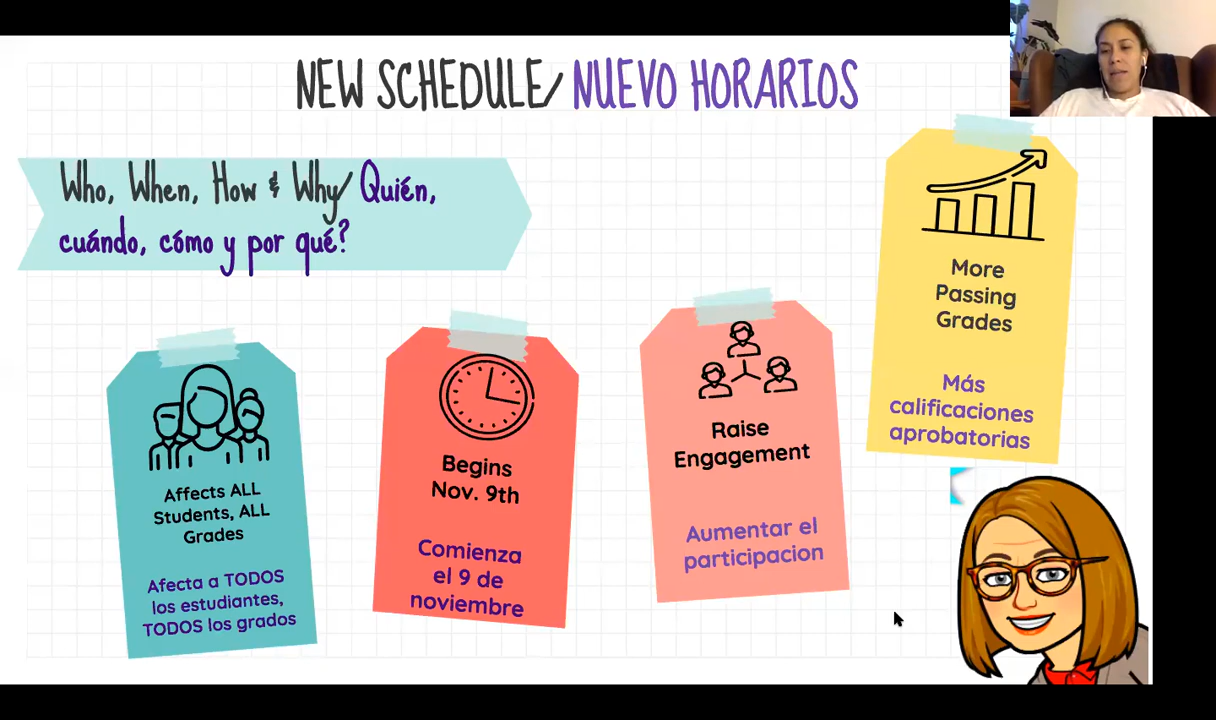 NEW SCHEDULE/ NUEVO HORARIOS
Who, When, How & Why/ Quién,
cuándo, cómo y por qué?
Affects ALL
Students, ALL
Grades
Afecta a TODOS
los estudiantes,
TODOS los grados
Begins
Nov. 9th
Comienza
el 9 de
noviembre
Raise
Engagement
Aumentar el
participacion
More
Passing
Grades
Más
calificaciones
aprobatorias